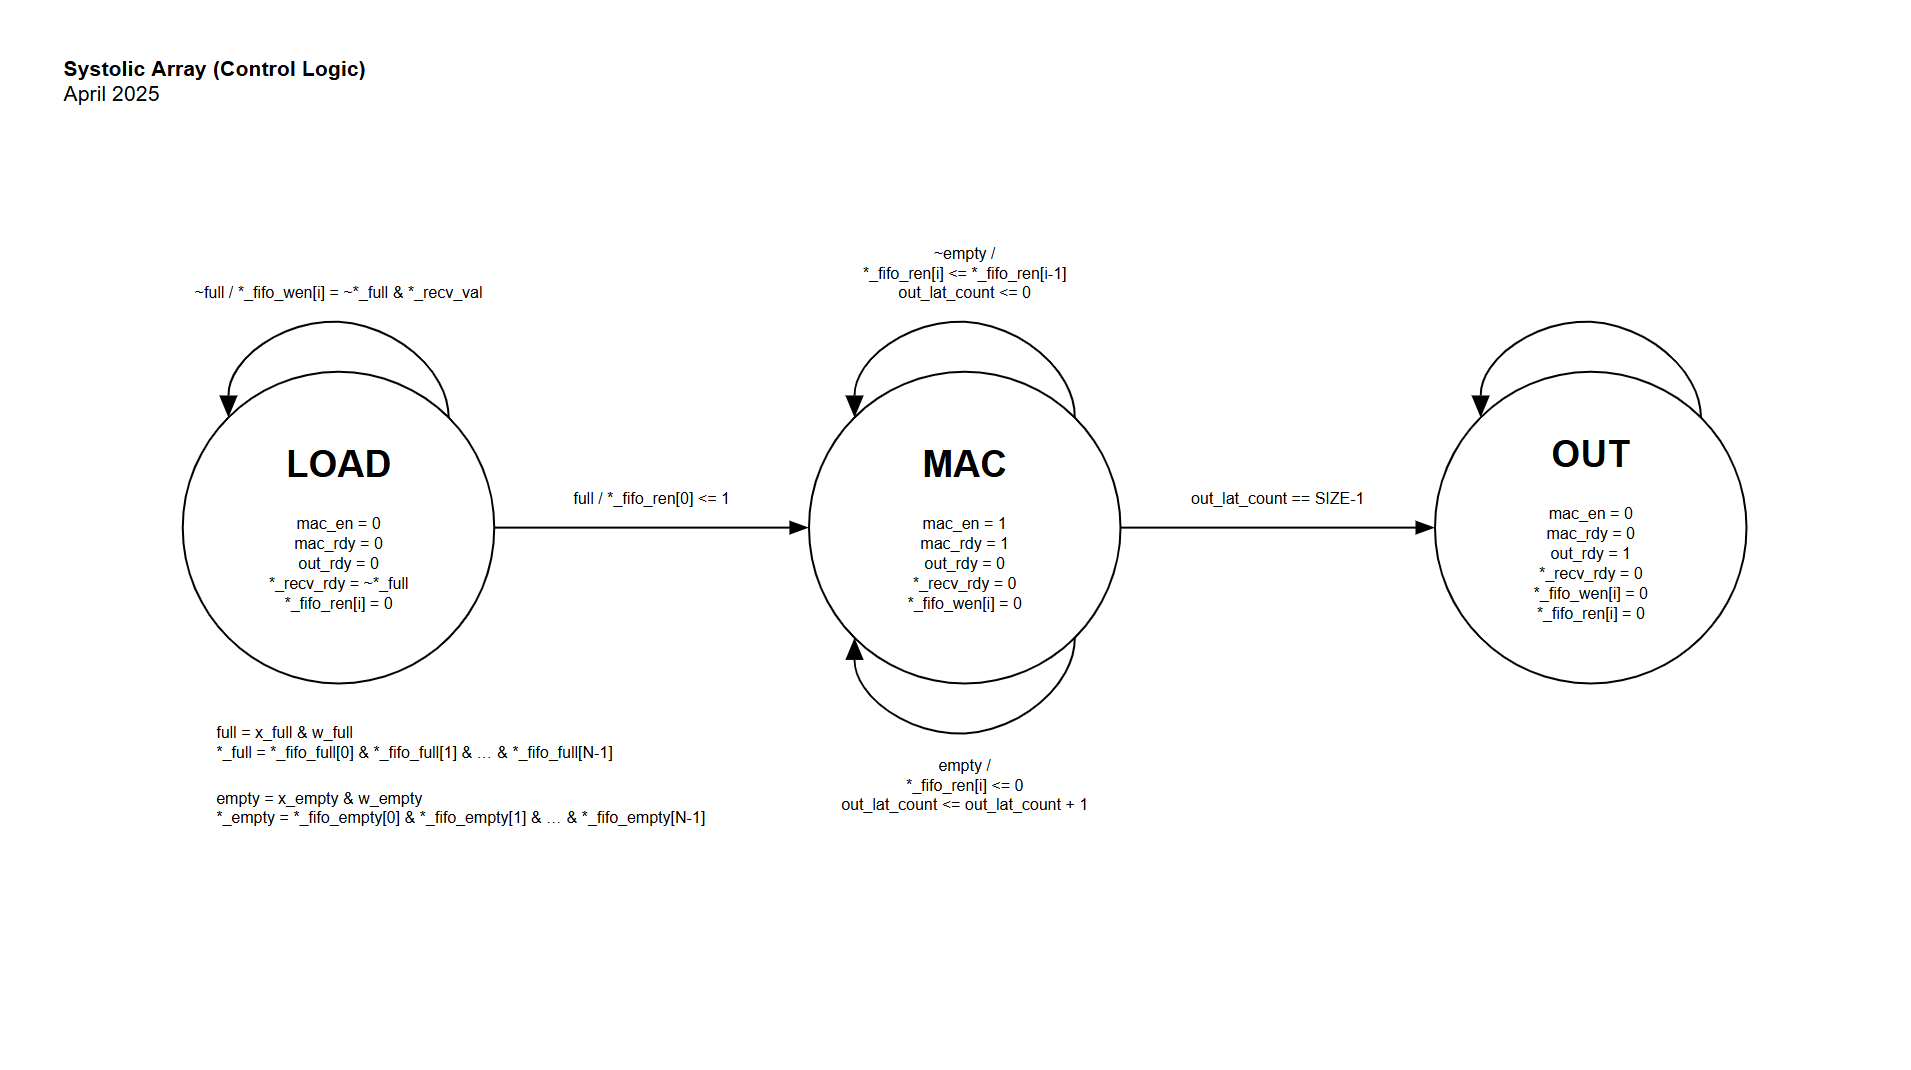 Systolic Array (Control Logic)
April 2025
~full / *_fifo_wen[i] = ~*_full & *_recv_val
~empty /
*_fifo_ren[i] <= *_fifo_ren[i-1]
out_lat_count <= 0
LOAD
mac_en = 0
mac_rdy = 0
out_rdy = 0
*_recv_rdy = ~*_full
*_fifo_ren[i] = 0
full / *_fifo_ren[0] <= 1
MAC
mac_en = 1
mac_rdy = 1
out_rdy = 0
*_recv_rdy = 0
*_fifo_wen[i] = 0
out_lat_count == SIZE-1
OUT
mac_en = 0
mac_rdy = 0
out_rdy = 1
*_recv_rdy = 0
*_fifo_wen[i] = 0
*_fifo_ren[i] = 0
full = x_full & w_full
*_full = *_fifo_full[0] & *_fifo_full[1] & … & *_fifo_full[N-1]
empty = x_empty & w_empty
*_empty = *_fifo_empty[0] & *_fifo_empty[1] & … & *_fifo_empty[N-1]
empty /
*_fifo_ren[i] <= 0
out_lat_count <= out_lat_count + 1